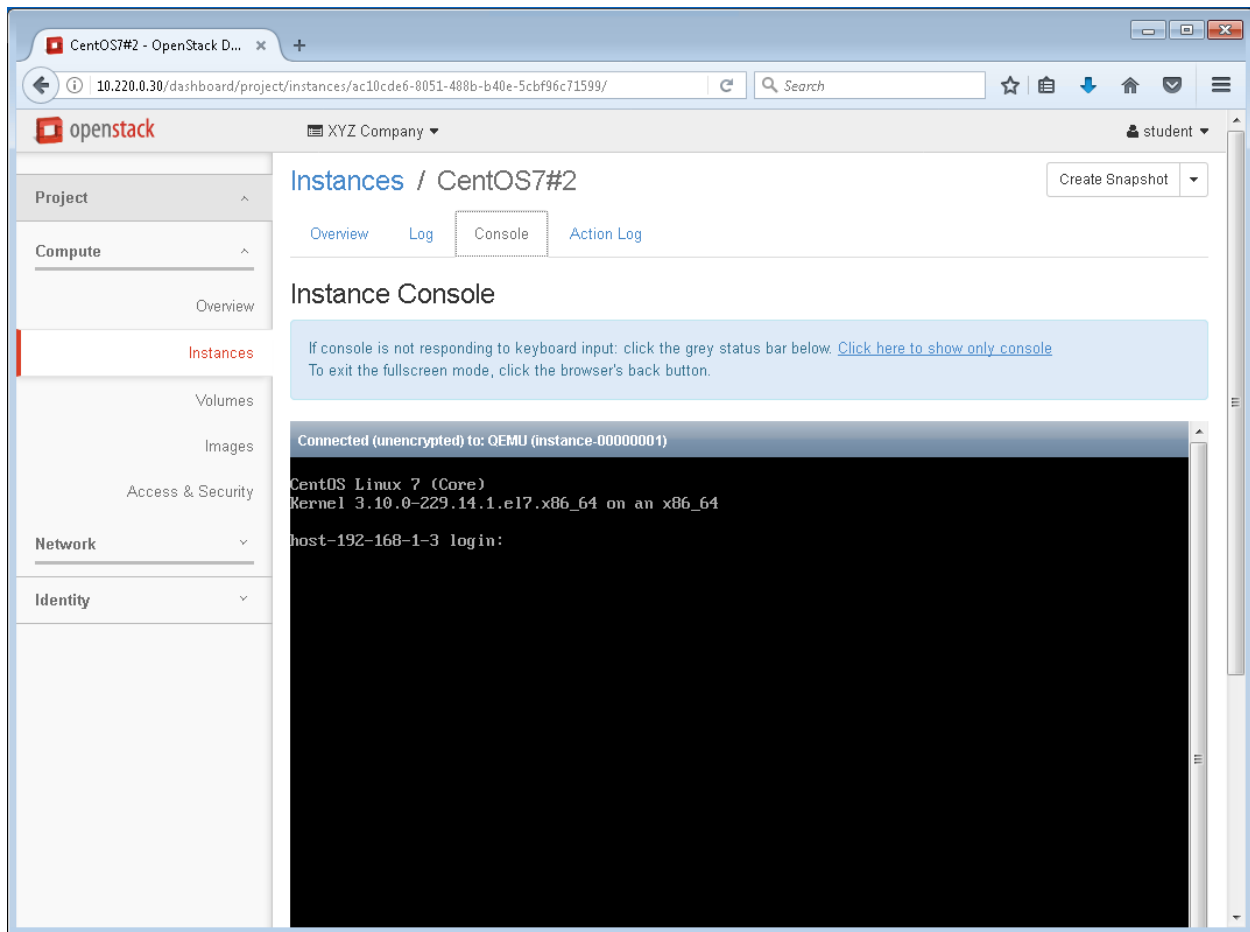 CentOS7#2 - OpenStack D...
10.220.0.30/dashboard/project/instances/ac10cde6-8051-488b-b40e-5cbf96c71599/
Search
openstack
XYZ Company
student
Project
Compute
Overview
Instances
Volumes
Images
Access & Security
Network
Identity
Instances / CentOS7#2
Create Snapshot
Overview Log Console Action Log
Instance Console
If console is not responding to keyboard input: click the grey status bar below. Click here to show only console
To exit the fullscreen mode, click the browser's back button.
Connected (unencrypted) to: QEMU (instance-00000001)
CentOS Linux 7 (Core)
Kernel 3.10.0-229.14.1.el7.x86_64 on an x86_64
host-192-168-1-3 login: